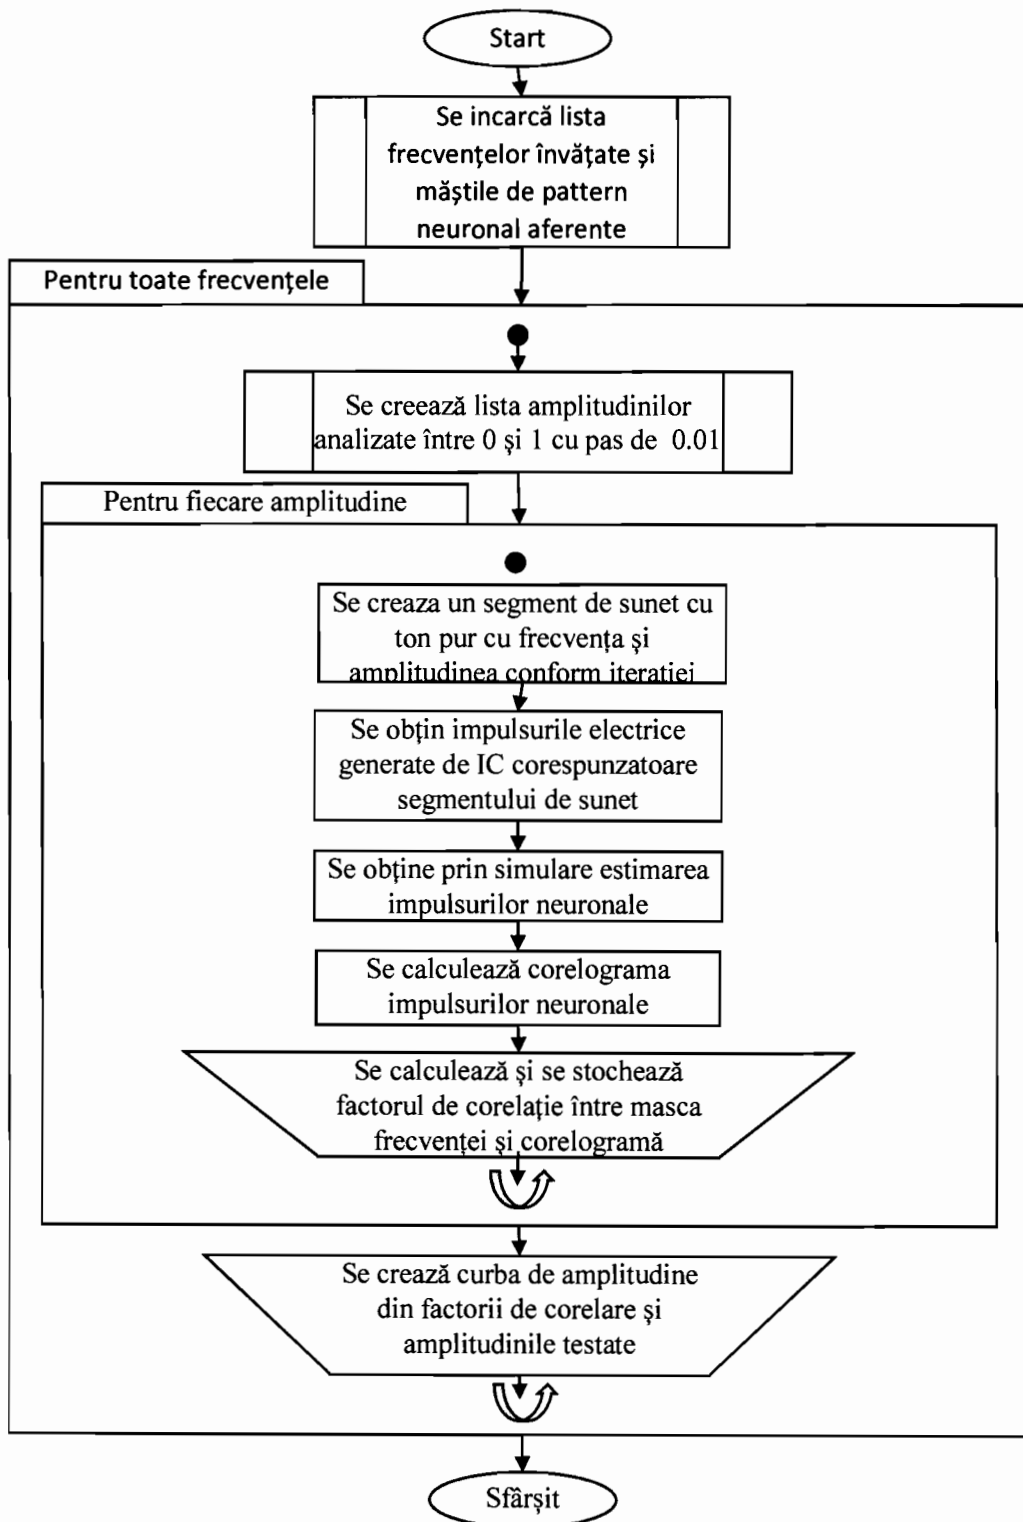 Start
Se incarcă lista
frecvențelor învățate și
măștile de pattern
neuronal aferente
Pentru toate frecvențele
Se creează lista amplitudinilor
analizate între 0 și 1 cu pas de 0.01
Pentru fiecare amplitudine
Se creaza un segment de sunet cu
ton pur cu frecvența și
amplitudinea conform iterației
Se obțin impulsurile electrice
generate de IC corespunzatoare
segmentului de sunet
Se obține prin simulare estimarea
impulsurilor neuronale
Se calculează corelograma
impulsurilor neuronale
Se calculează și se stochează
factorul de corelație între masca
frecvenței și corelogramă
Se crează curba de amplitudine
din factorii de corelare și
amplitudinile testate
Sfârșit